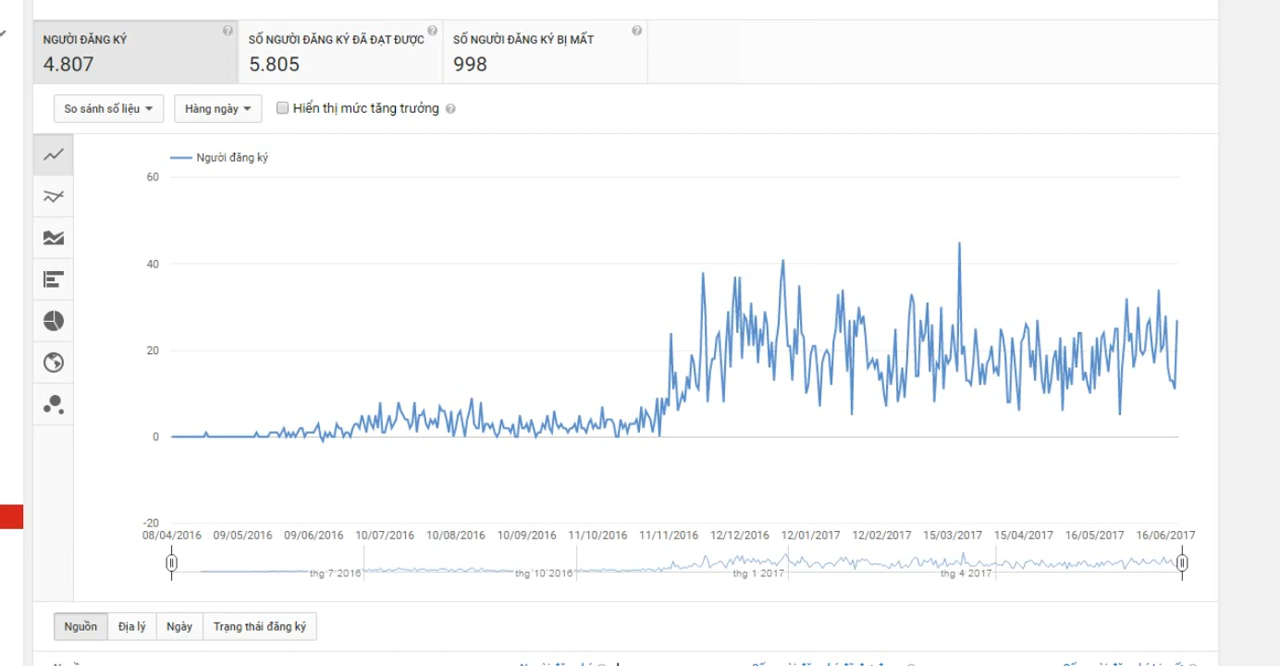 NGƯỜI ĐĂNG KÝ
4.807
SỐ NGƯỜI ĐĂNG KÝ ĐÃ ĐẠT ĐƯỢC
5.805
SỐ NGƯỜI ĐĂNG KÝ BỊ MẤT
998
So sánh số liệu
Hàng ngày
Hiển thị mức tăng trưởng
Người đăng ký
60
40
20
0
-20
08/04/2016 09/05/2016 09/06/2016 10/07/2016 10/08/2016 10/09/2016 11/10/2016 11/11/2016 12/12/2016 12/01/2017 12/02/2017 15/03/2017 15/04/2017 16/05/2017 16/06/2017
thg 7 2016 thg 10 2016 thg 1 2017 thg 4 2017
Nguồn Địa lý Ngày Trạng thái đăng ký